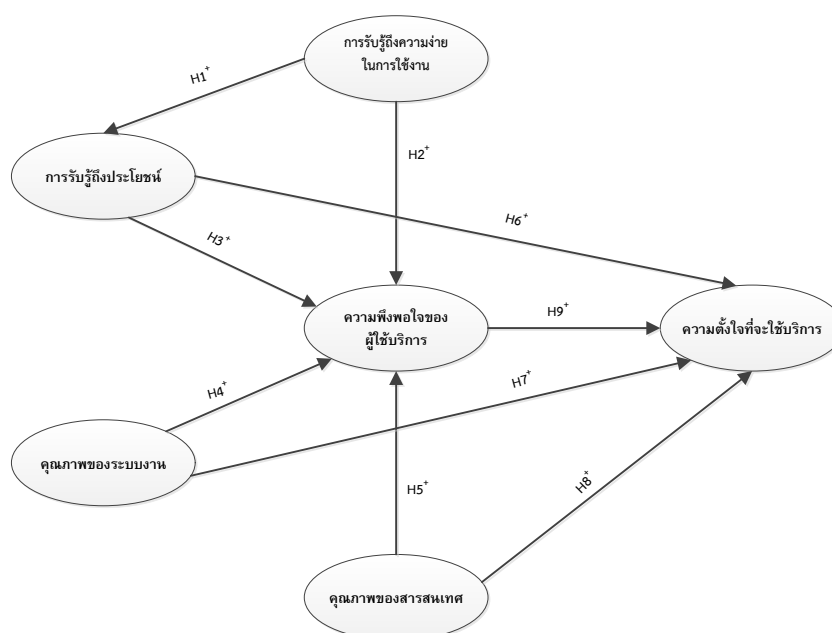 การรับรู้ถึงความง่าย
ในการใช้งาน
H1+
H2+
การรับรู้ถึงประโยชน์
H6+
H3+
ความพึงพอใจของ
ผู้ใช้บริการ
H9+
ความตั้งใจที่จะใช้บริการ
H4+
H7+
คุณภาพของระบบงาน
H5+
H8+
คุณภาพของสารสนเทศ